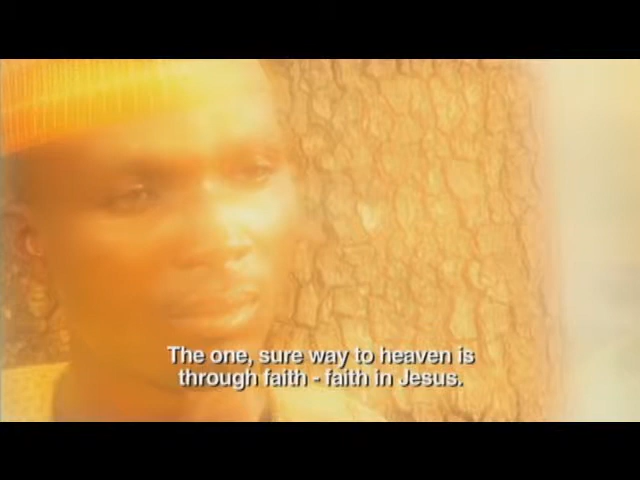 The one, sure way to heaven is
through faith - faith in Jesus.